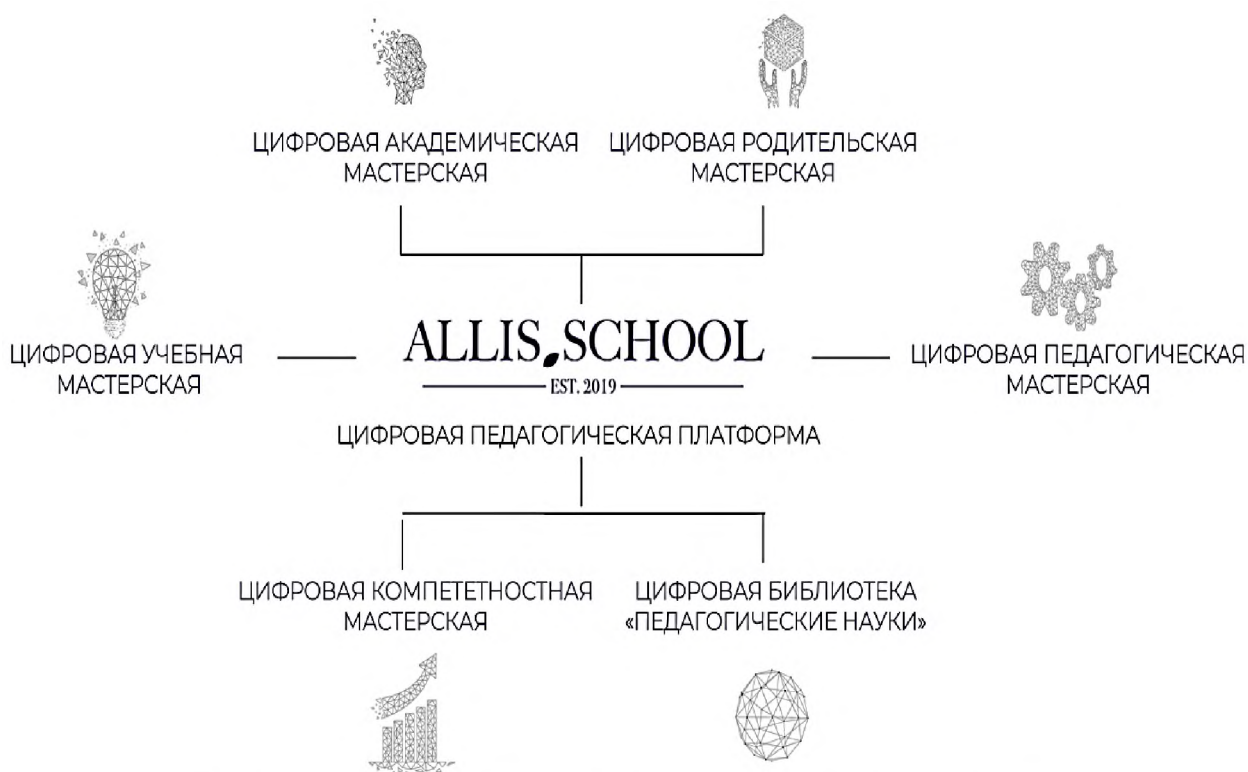 ЦИФРОВАЯ АКАДЕМИЧЕСКАЯ
МАСТЕРСКАЯ
ЦИФРОВАЯ РОДИТЕЛЬСКАЯ
МАСТЕРСКАЯ
ЦИФРОВАЯ УЧЕБНАЯ
МАСТЕРСКАЯ
ALLIS.SCHOOL
EST. 2019
ЦИФРОВАЯ ПЕДАГОГИЧЕСКАЯ
МАСТЕРСКАЯ
ЦИФРОВАЯ ПЕДАГОГИЧЕСКАЯ ПЛАТФОРМА
ЦИФРОВАЯ КОМПЕТЕТНОСТНАЯ
МАСТЕРСКАЯ
ЦИФРОВАЯ БИБЛИОТЕКА
«ПЕДАГОГИЧЕСКИЕ НАУКИ»